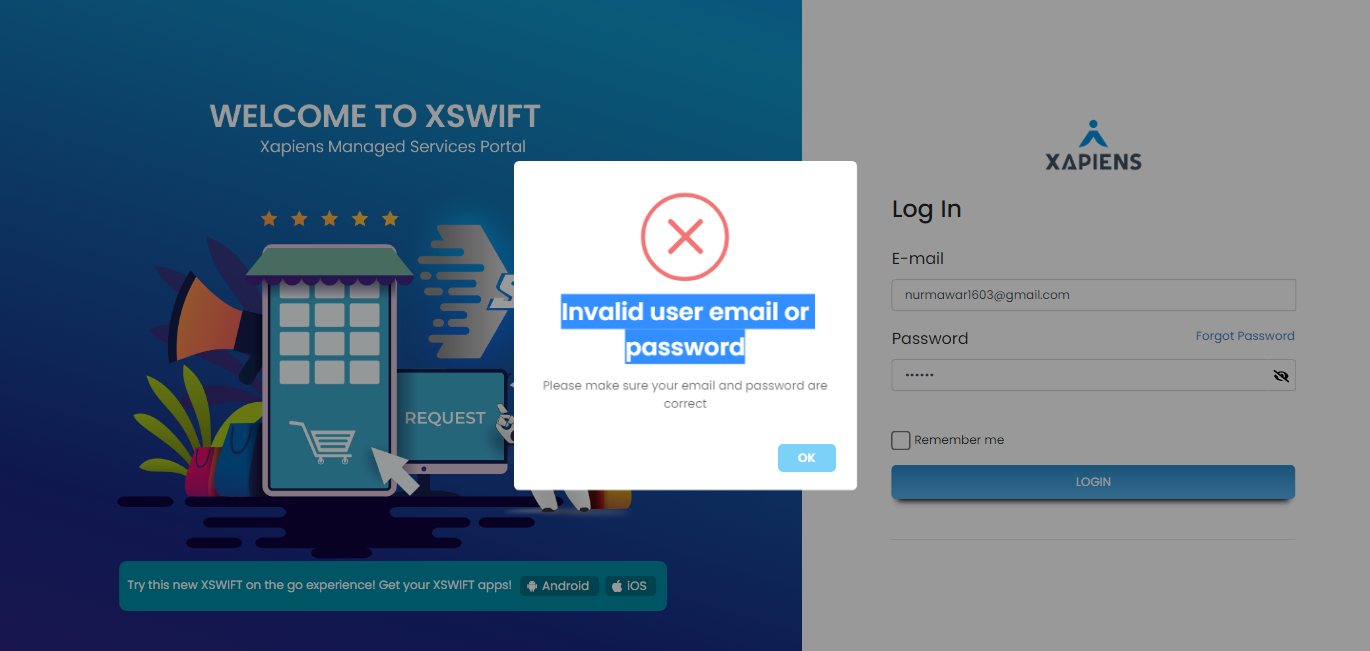 WELCOME TO XSWIFT
Xapiens Managed Services Portal
REQUEST
Try this new XSWIFT on the go experience! Get your XSWIFT apps! Android iOS
Invalid user email or
password
Please make sure your email and password are
correct
OK
XAPIENS
Log In
E-mail
nurmawar1603@gmail.com
Password Forgot Password
••••••
Remember me
LOGIN